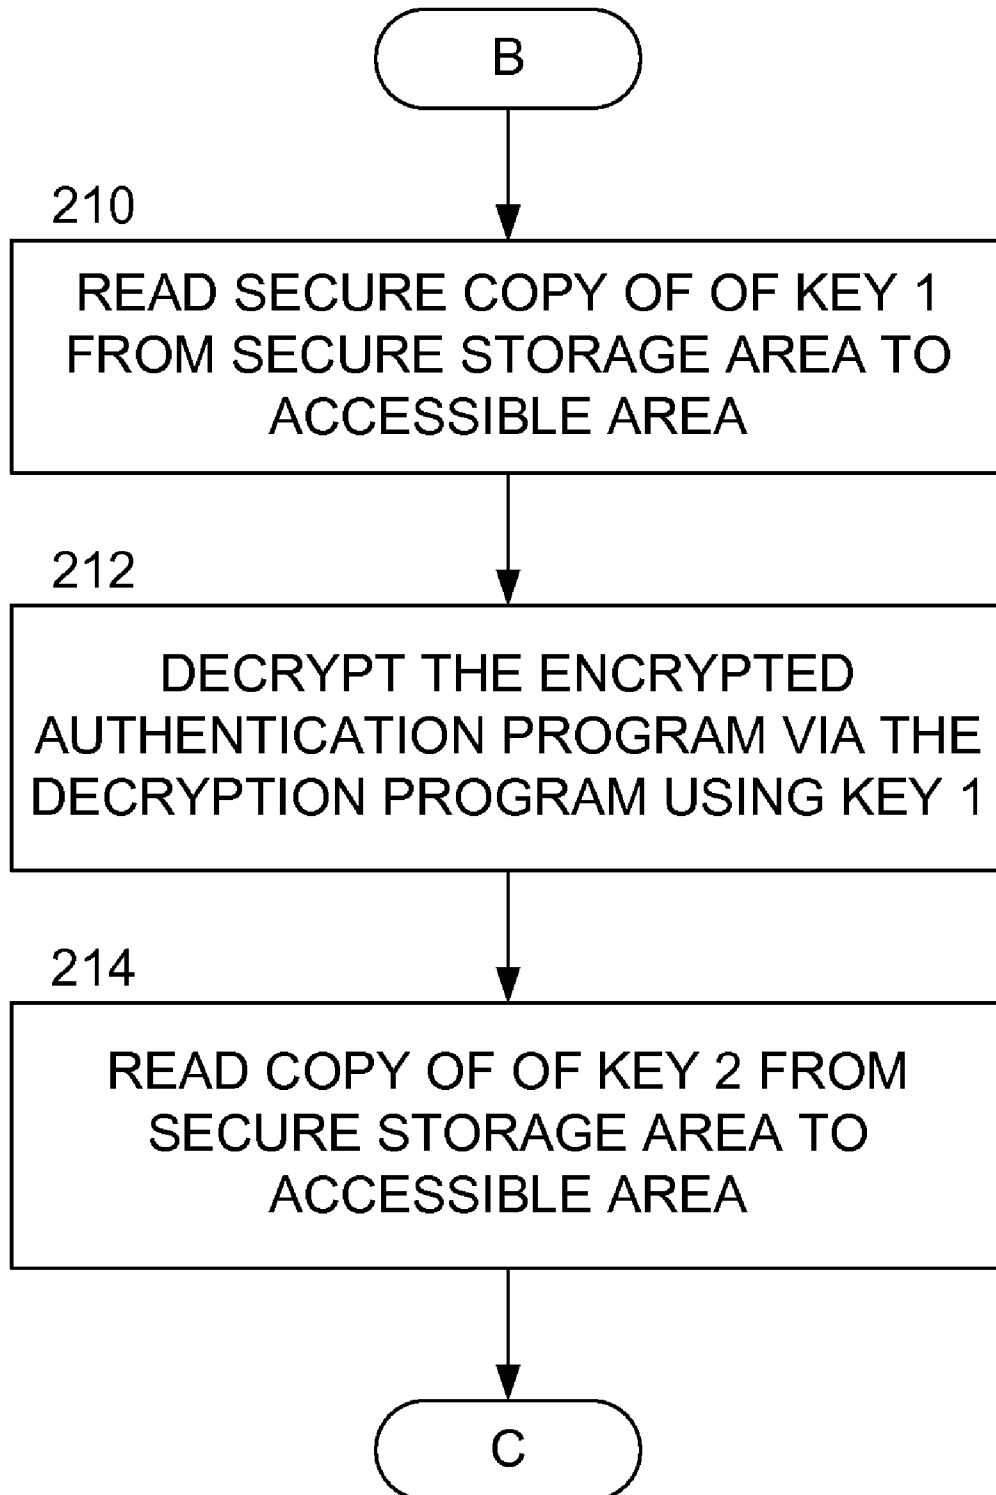 B
210
READ SECURE COPY OF OF KEY 1
FROM SECURE STORAGE AREA TO
ACCESSIBLE AREA
212
DECRYPT THE ENCRYPTED
AUTHENTICATION PROGRAM VIA THE
DECRYPTION PROGRAM USING KEY 1
214
READ COPY OF OF KEY 2 FROM
SECURE STORAGE AREA TO
ACCESSIBLE AREA
C